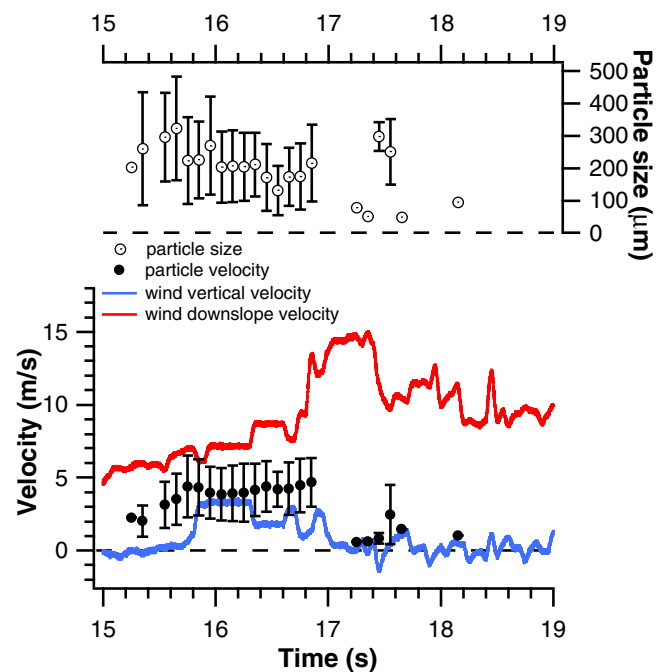 15 16 17 18 19
500
400
300
200
100
0
Particle size (μm)
particle size
particle velocity
wind vertical velocity
wind downslope velocity
15
10
5
0
Velocity (m/s)
15 16 17 18 19
Time (s)